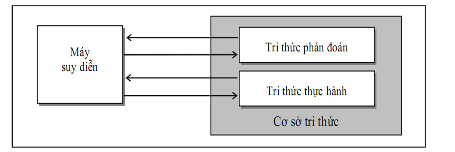 Máy
suy diễn
Tri thức phán đoán
Tri thức thực hành
Cơ sở tri thức